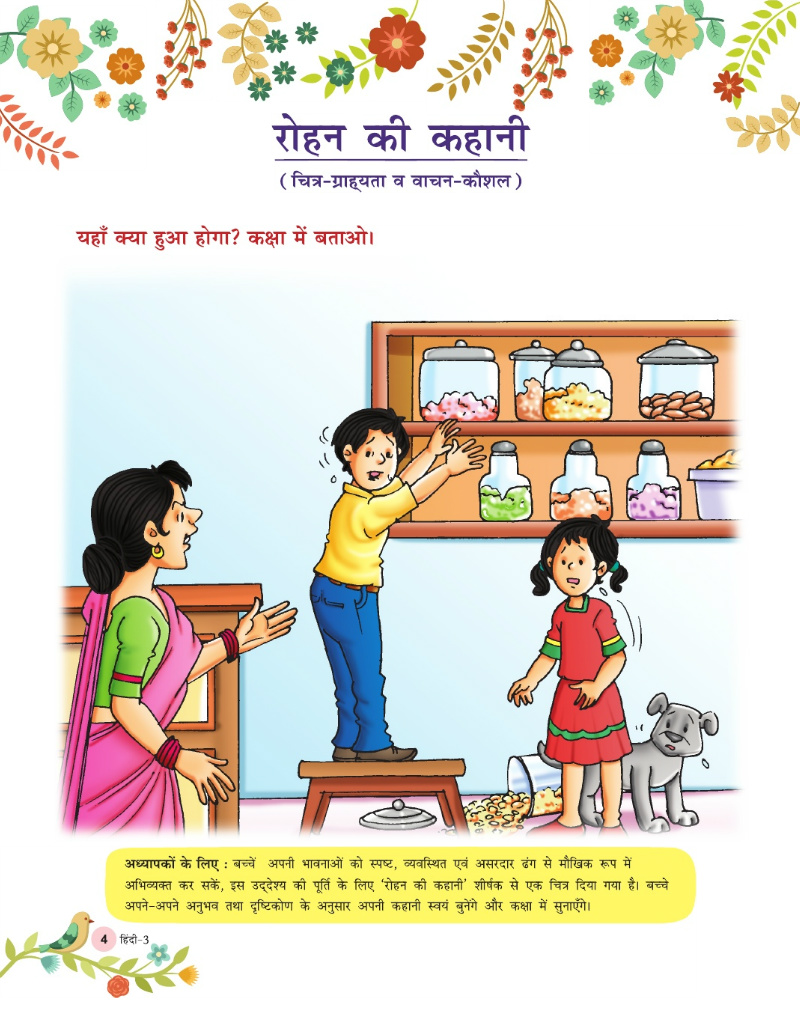 रोहन की कहानी
(चित्र-ग्राह्यता व वाचन-कौशल)
यहाँ क्या हुआ होगा? कक्षा में बताओ।
अध्यापकों के लिए : बच्चें अपनी भावनाओं को स्पष्ट, व्यवस्थित एवं असरदार ढंग से मौखिक रूप में
अभिव्यक्त कर सकें, इस उद्देश्य की पूर्ति के लिए ‘रोहन की कहानी’ शीर्षक से एक चित्र दिया गया है। बच्चे
अपने-अपने अनुभव तथा दृष्टिकोण के अनुसार अपनी कहानी स्वयं बुनेंगे और कक्षा में सुनाएँगे।
4 हिंदी-3